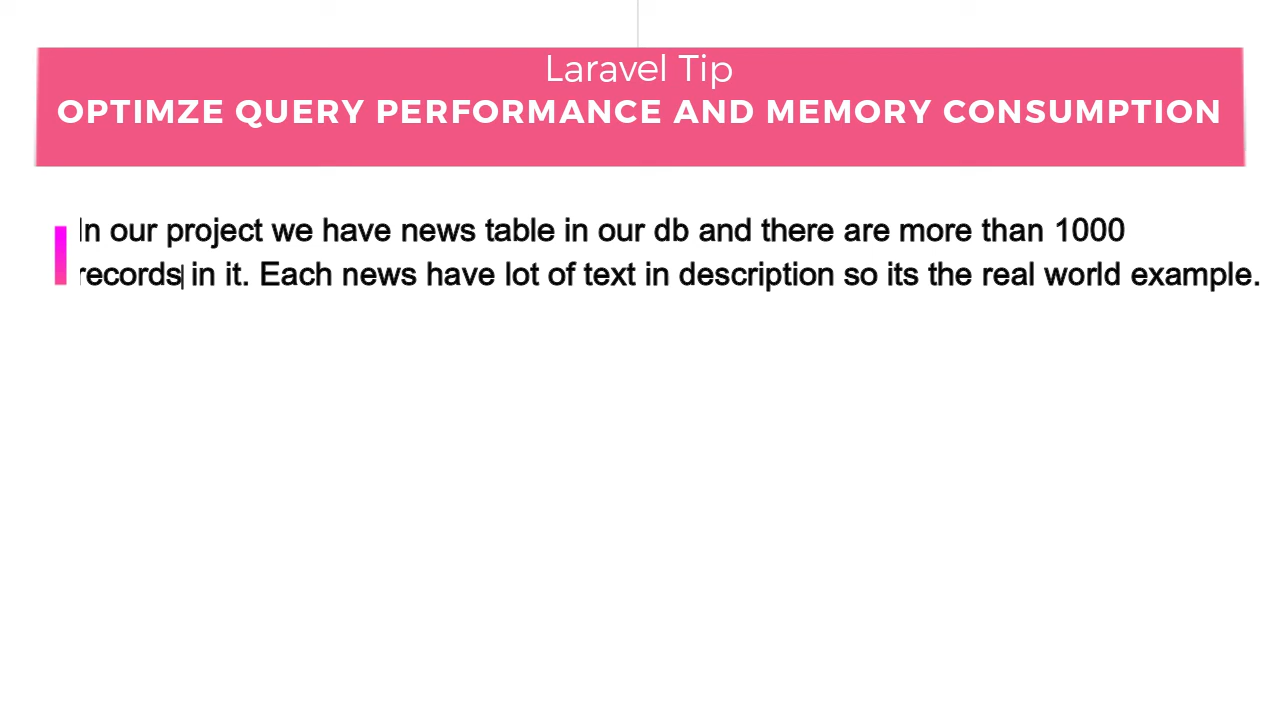 Laravel Tip
OPTIMZE QUERY PERFORMANCE AND MEMORY CONSUMPTION
In our project we have news table in our db and there are more than 1000
records in it. Each news have lot of text in description so its the real world example.